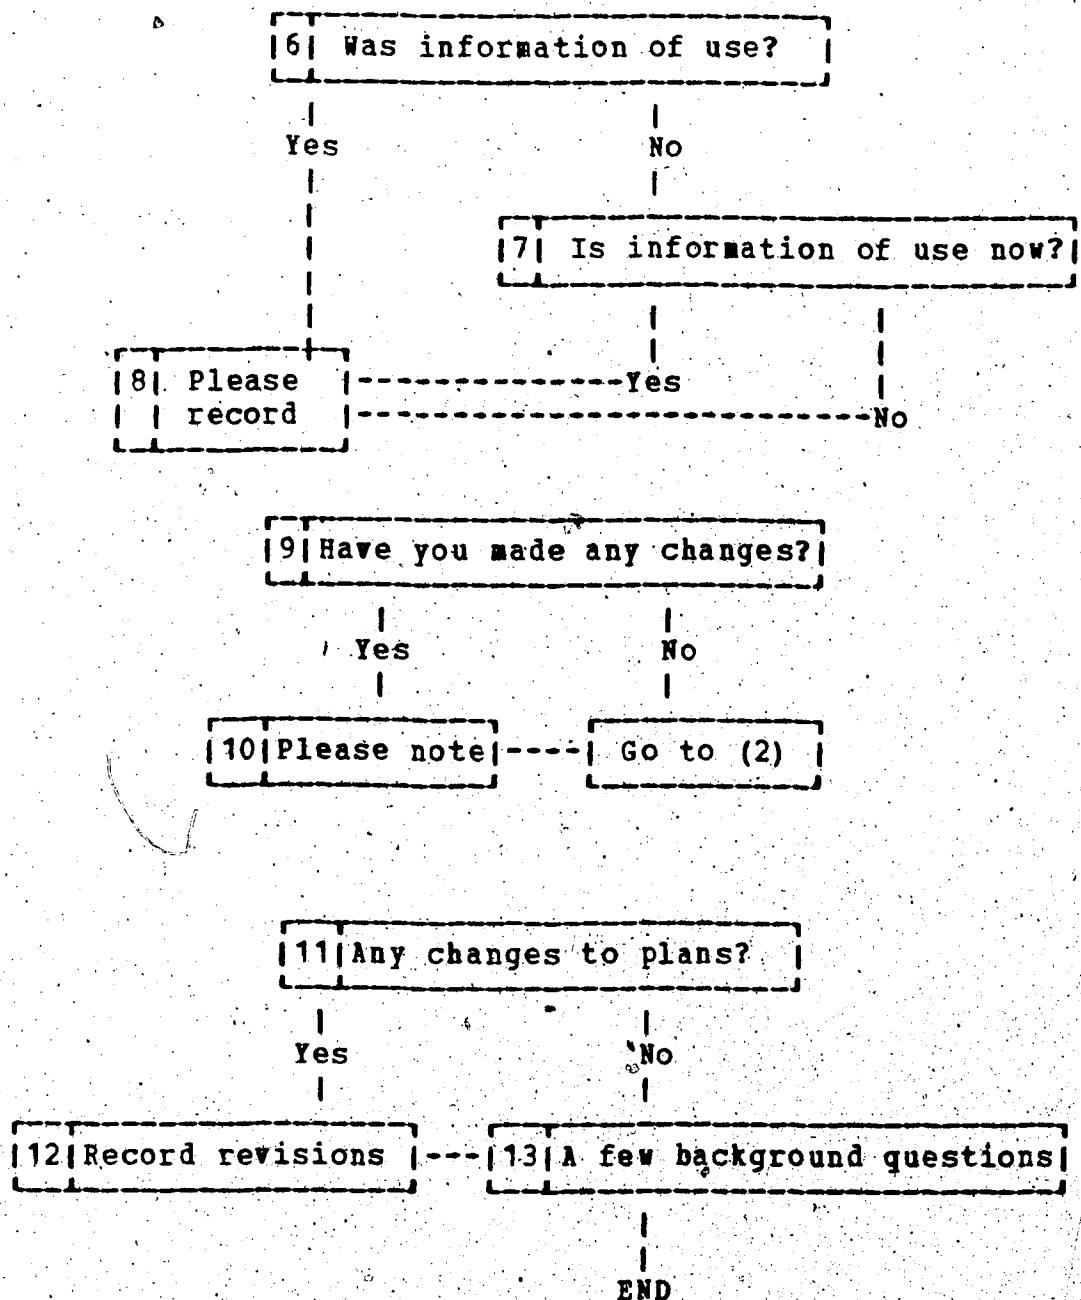 6 Was information of use?
Yes No
7 Is information of use now?
8 Please Yes
record No
9 Have you made any changes?
Yes No
10 Please note Go to (2)
11 Any changes to plans?
Yes No
12 Record revisions 13 A few background questions
END